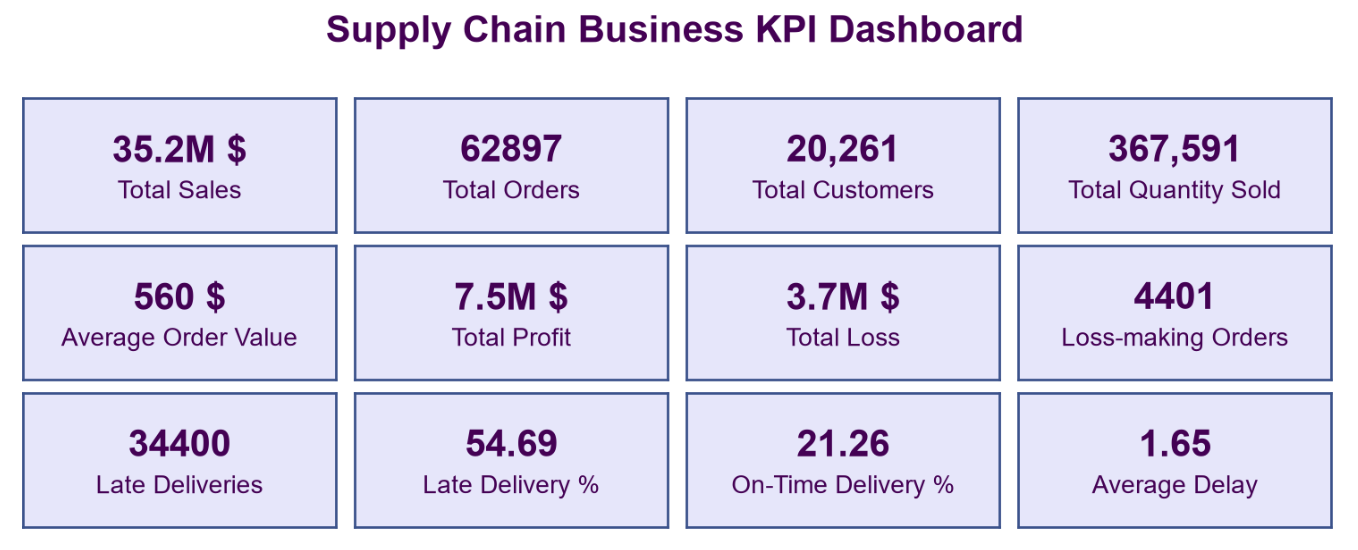 Supply Chain Business KPI Dashboard
35.2M $
Total Sales
62897
Total Orders
20,261
Total Customers
367,591
Total Quantity Sold
560 $
Average Order Value
7.5M $
Total Profit
3.7M $
Total Loss
4401
Loss-making Orders
34400
Late Deliveries
54.69
Late Delivery %
21.26
On-Time Delivery %
1.65
Average Delay